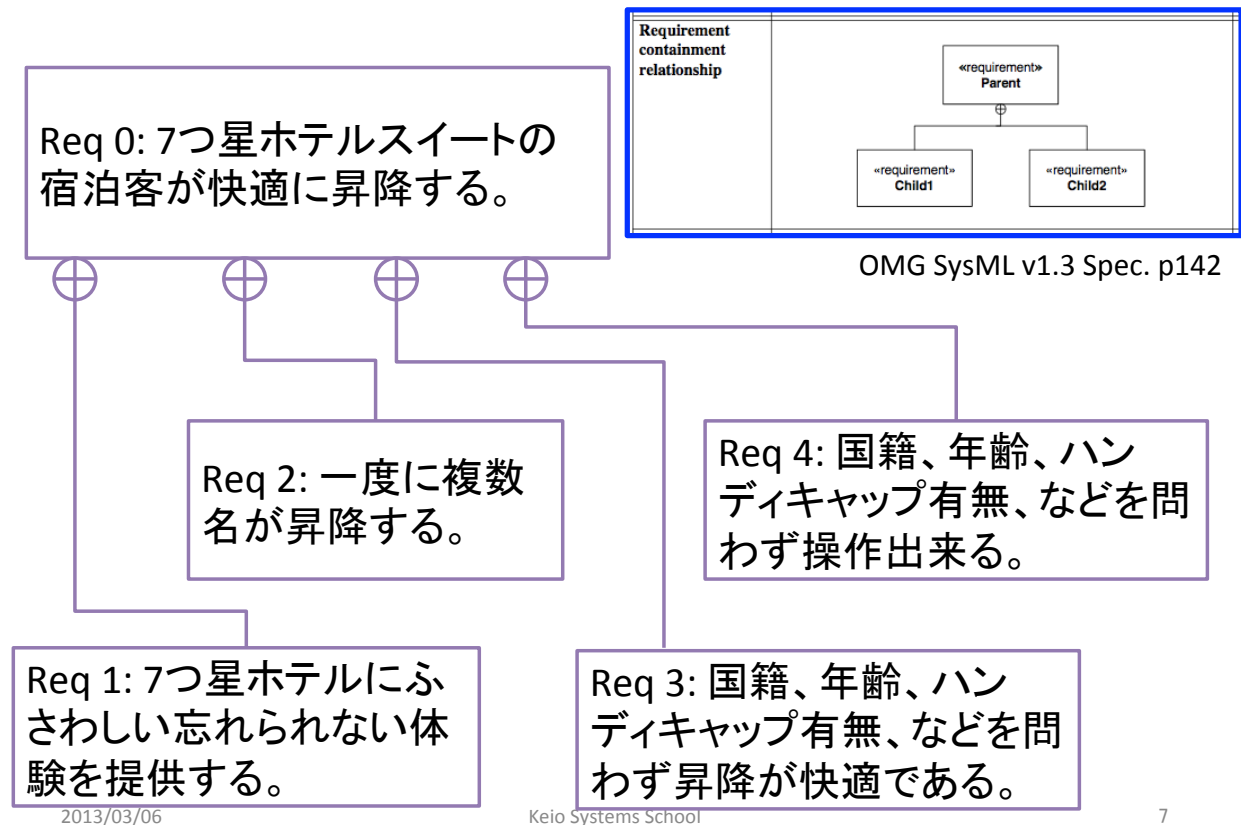 Requirement
containment
relationship
«requirement»
Parent
«requirement»
Child1
«requirement»
Child2
OMG SysML v1.3 Spec. p142
Req 0: 7つ星ホテルスイートの
宿泊客が快適に昇降する。
Req 2: 一度に複数
名が昇降する。
Req 4: 国籍、年齢、ハン
ディキャップ有無、などを問
わず操作出来る。
Req 1: 7つ星ホテルにふ
さわしい忘れられない体
験を提供する。
Req 3: 国籍、年齢、ハン
ディキャップ有無、などを問
わず昇降が快適である。
2013/03/06
Keio Systems School
7